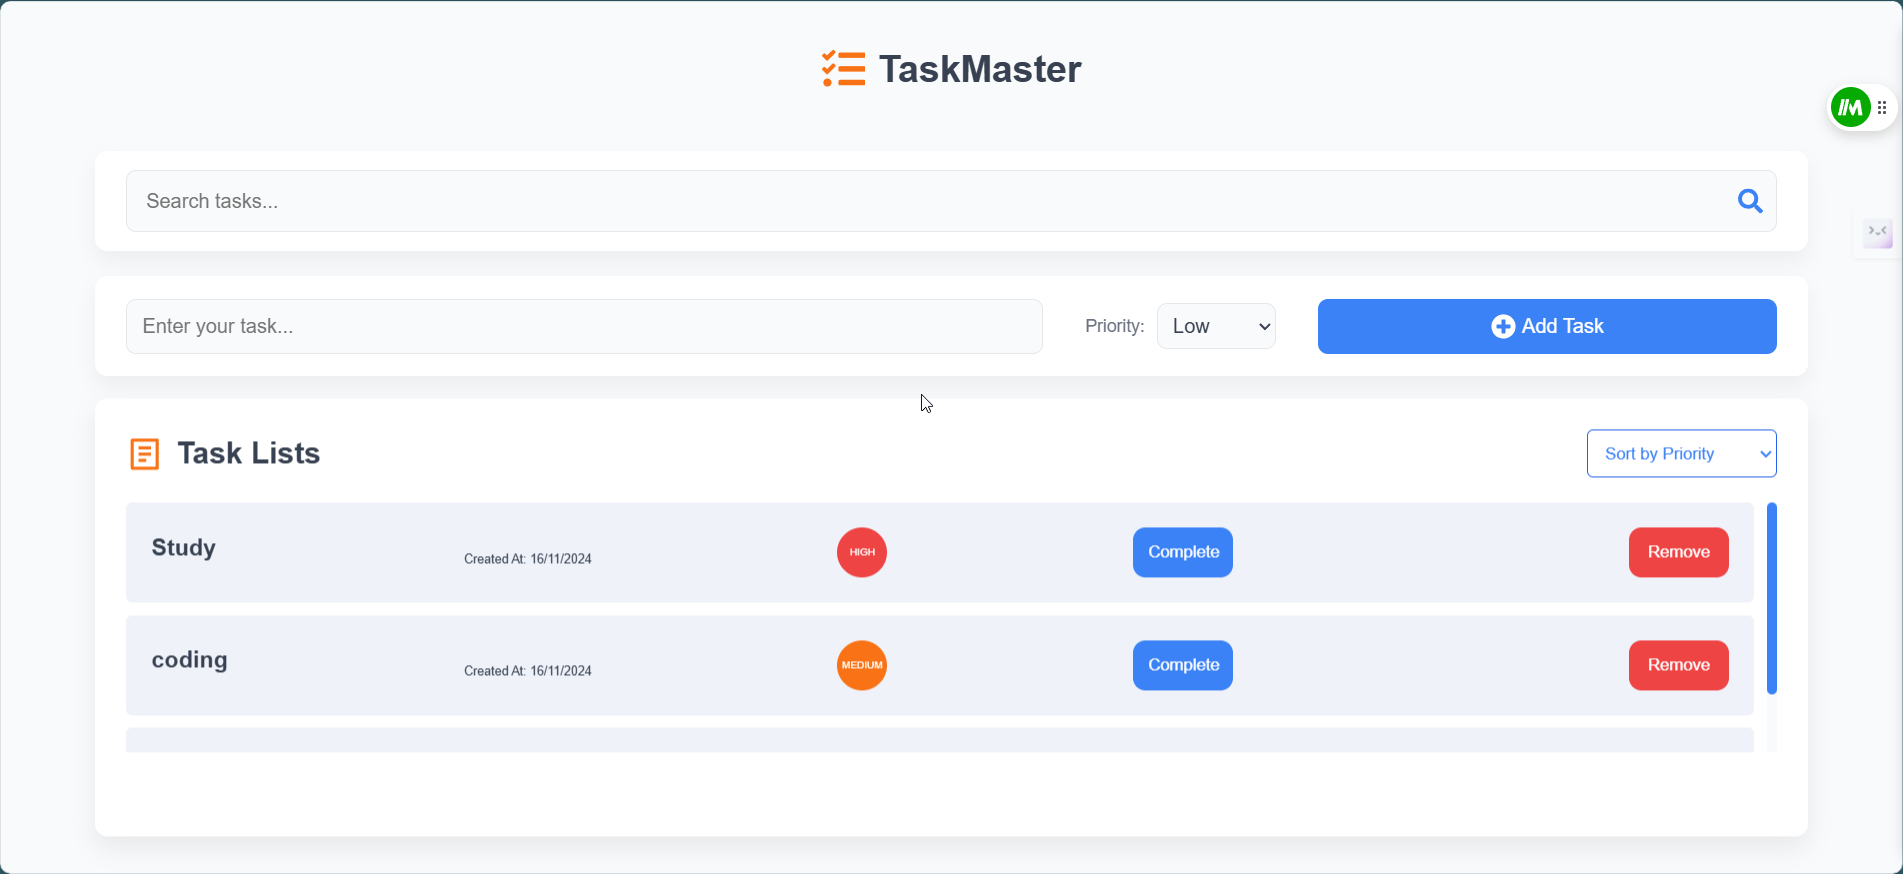 TaskMaster
Search tasks...
Enter your task...
Priority: Low
Add Task
Task Lists
Sort by Priority
Study
Created At: 16/11/2024
HIGH
Complete
Remove
coding
Created At: 16/11/2024
MEDIUM
Complete
Remove